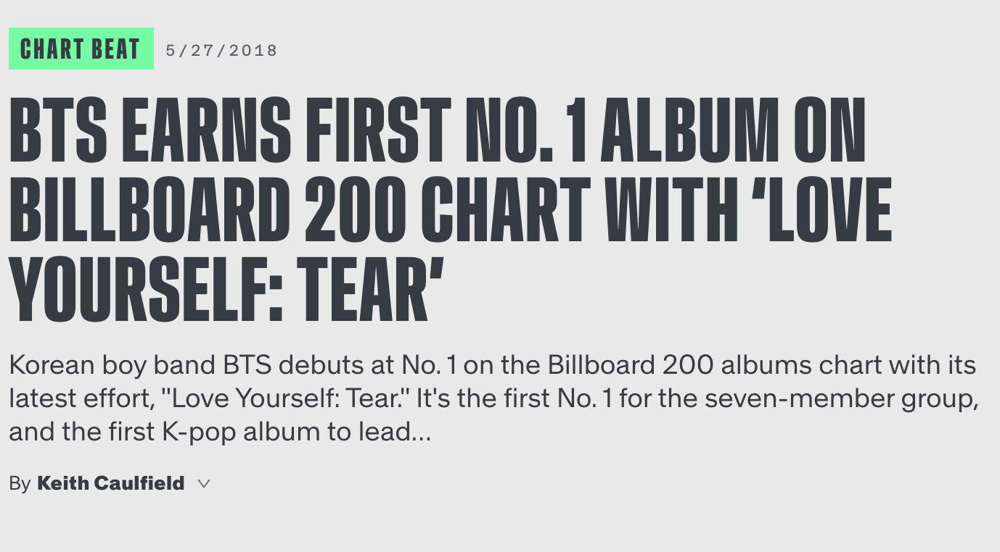 CHART BEAT 5/27/2018
BTS EARNS FIRST NO. 1 ALBUM ON
BILLBOARD 200 CHART WITH ‘LOVE
YOURSELF: TEAR’
Korean boy band BTS debuts at No. 1 on the Billboard 200 albums chart with its
latest effort, "Love Yourself: Tear." It's the first No. 1 for the seven-member group,
and the first K-pop album to lead...
By Keith Caulfield